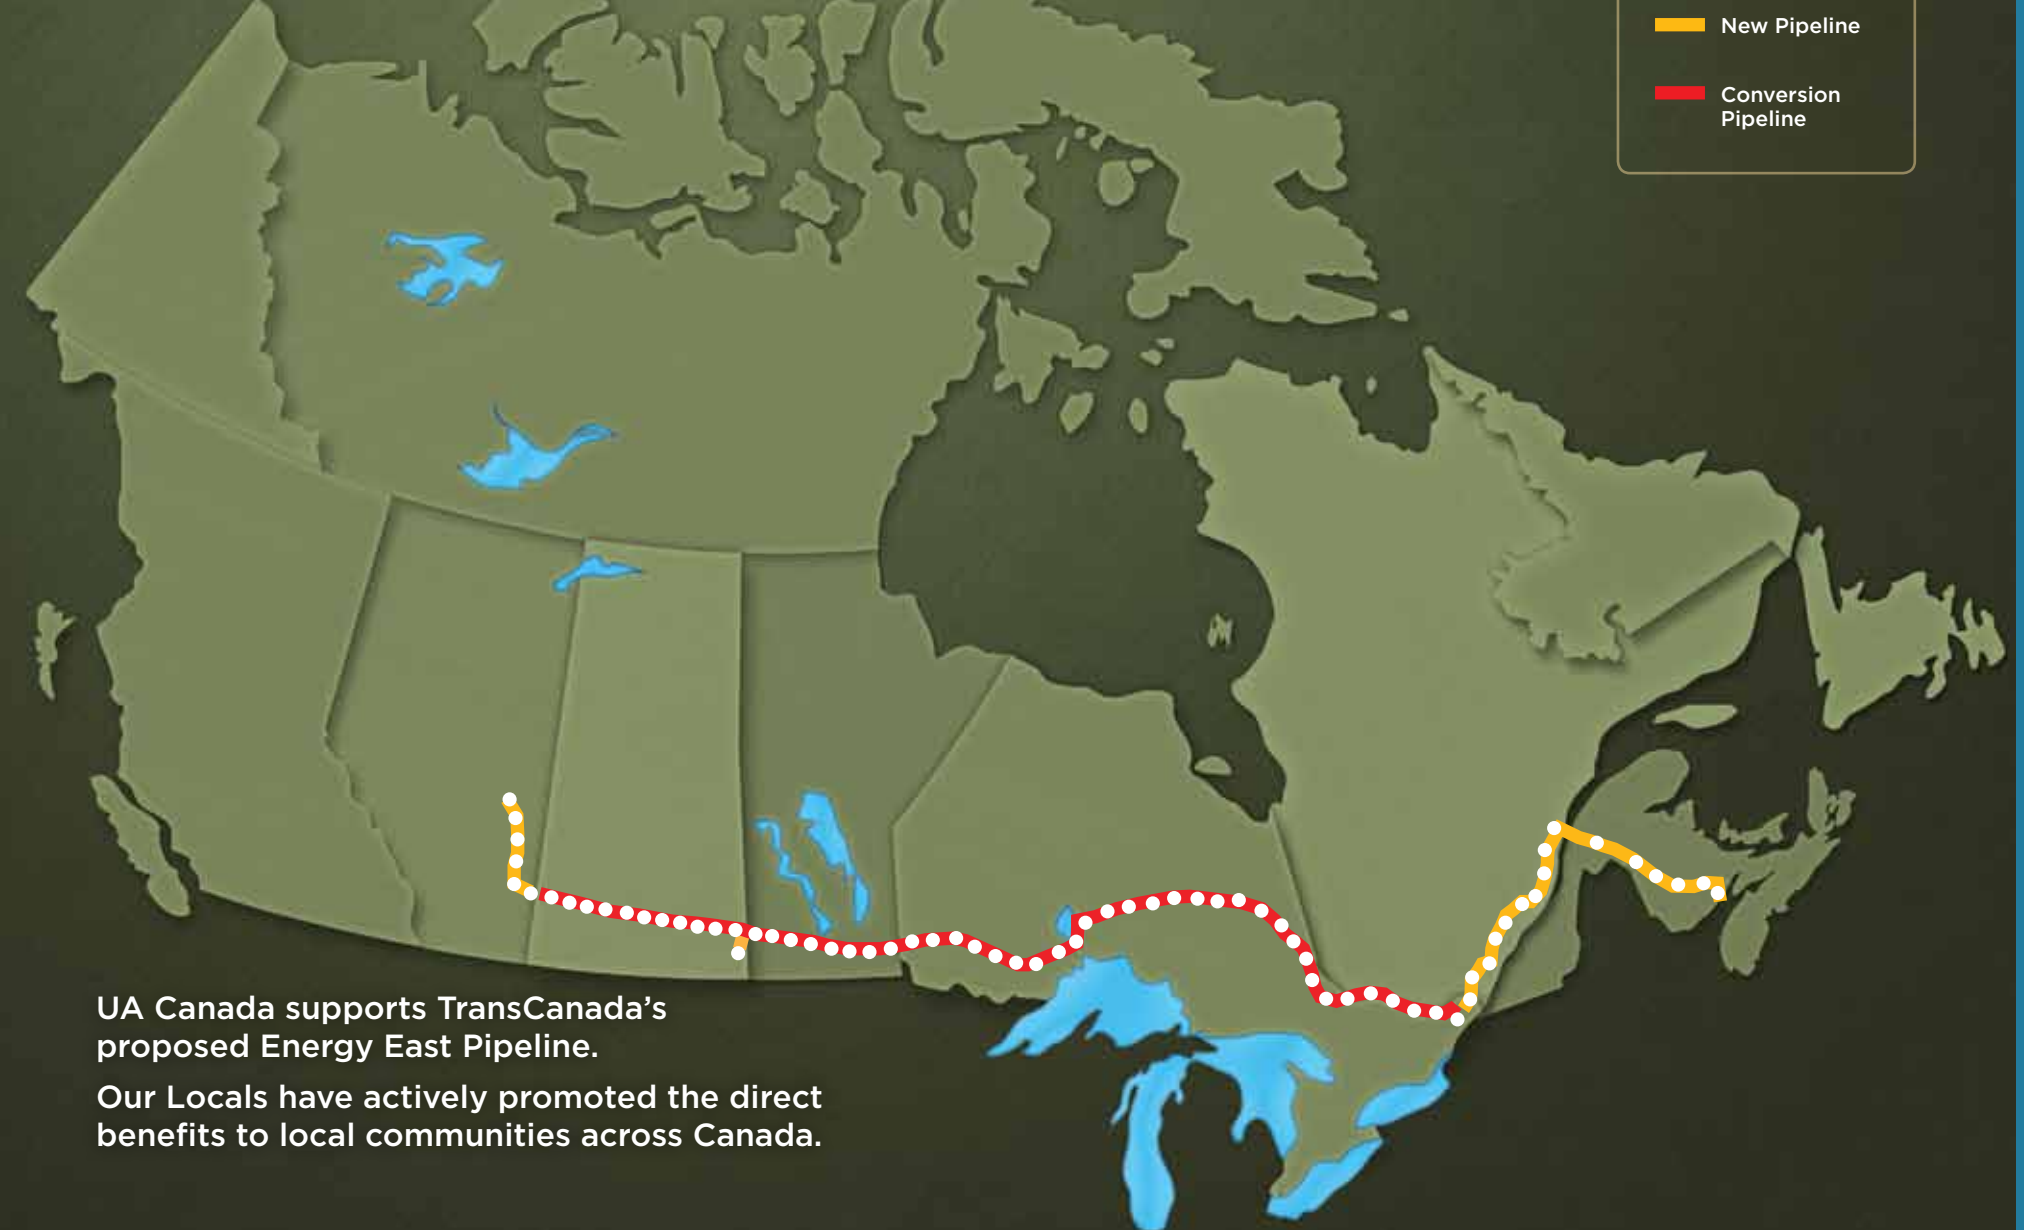 New Pipeline
Conversion
Pipeline
UA Canada supports TransCanada’s
proposed Energy East Pipeline.
Our Locals have actively promoted the direct
benefits to local communities across Canada.